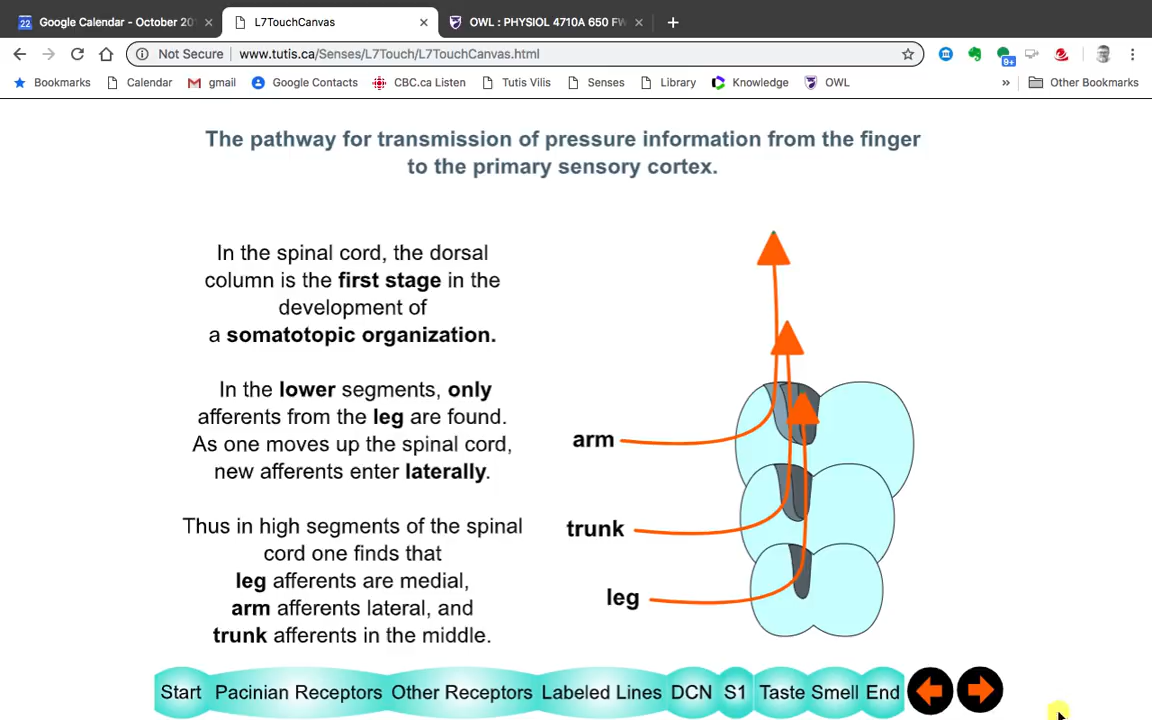 22 Google Calendar - October 20
L7TouchCanvas
OWL : PHYSIOL 4710A 650 FW
Not Secure
www.tutis.ca/Senses/L7Touch/L7TouchCanvas.html
9+
Bookmarks Calendar gmail Google Contacts CBC.ca Listen Tutis Vilis Senses Library Knowledge OWL » Other Bookmarks
The pathway for transmission of pressure information from the finger
to the primary sensory cortex.
In the spinal cord, the dorsal
column is the first stage in the
development of
a somatotopic organization.
In the lower segments, only
afferents from the leg are found.
As one moves up the spinal cord,
new afferents enter laterally.
Thus in high segments of the spinal
cord one finds that
leg afferents are medial,
arm afferents lateral, and
trunk afferents in the middle.
arm
trunk
leg
Start Pacinian Receptors Other Receptors Labeled Lines DCN S1 Taste Smell End